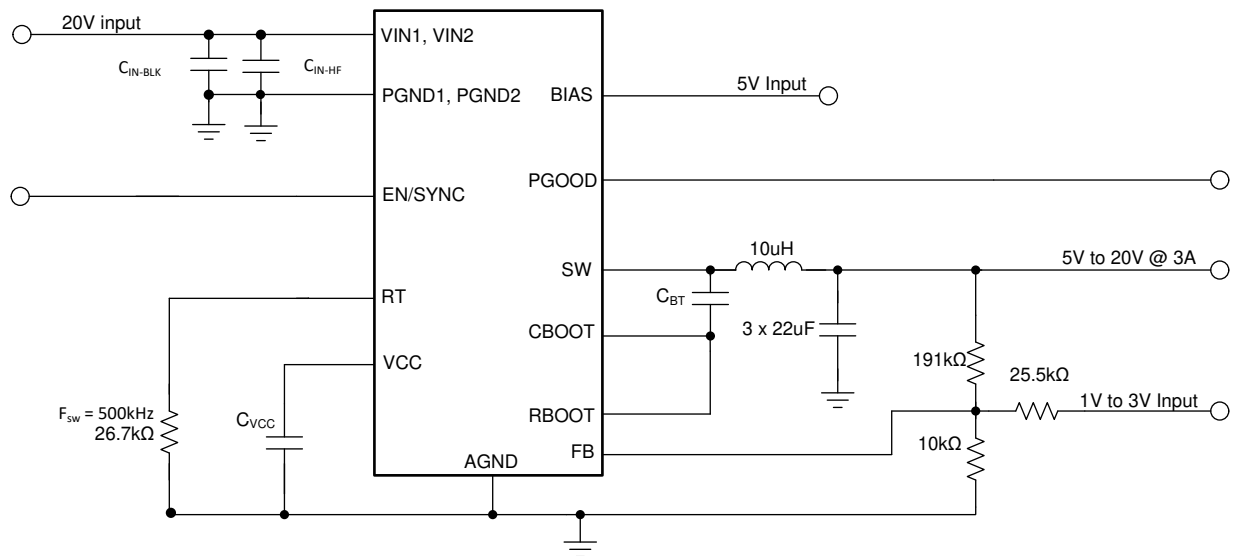 20V input
VIN1, VIN2
CIN-BLK
CIN-HF
PGND1, PGND2
BIAS
5V Input
EN/SYNC
PGOOD
SW
10uH
5V to 20V @ 3A
RT
CBT
CBOOT
3 x 22uF
VCC
191kΩ
25.5kΩ
Fsw = 500kHz
26.7kΩ
CVCC
RBOOT
1V to 3V Input
FB
10kΩ
AGND